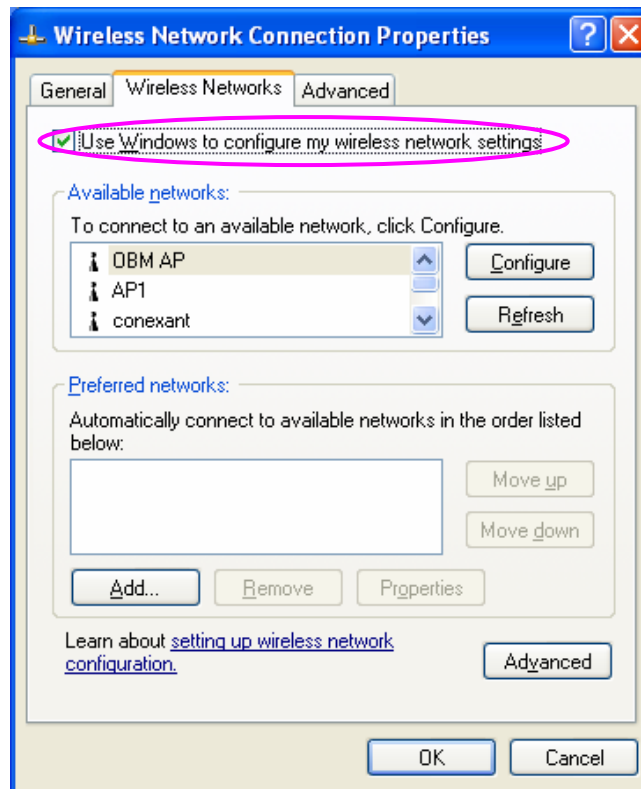 Wireless Network Connection Properties
General Wireless Networks Advanced
Use Windows to configure my wireless network settings
Available networks:
To connect to an available network, click Configure.
OBM AP
Configure
AP1
conexant
Refresh
Preferred networks:
Automatically connect to available networks in the order listed
below:
Move up
Move down
Add... Remove Properties
Learn about setting up wireless network
configuration.
Advanced
OK Cancel